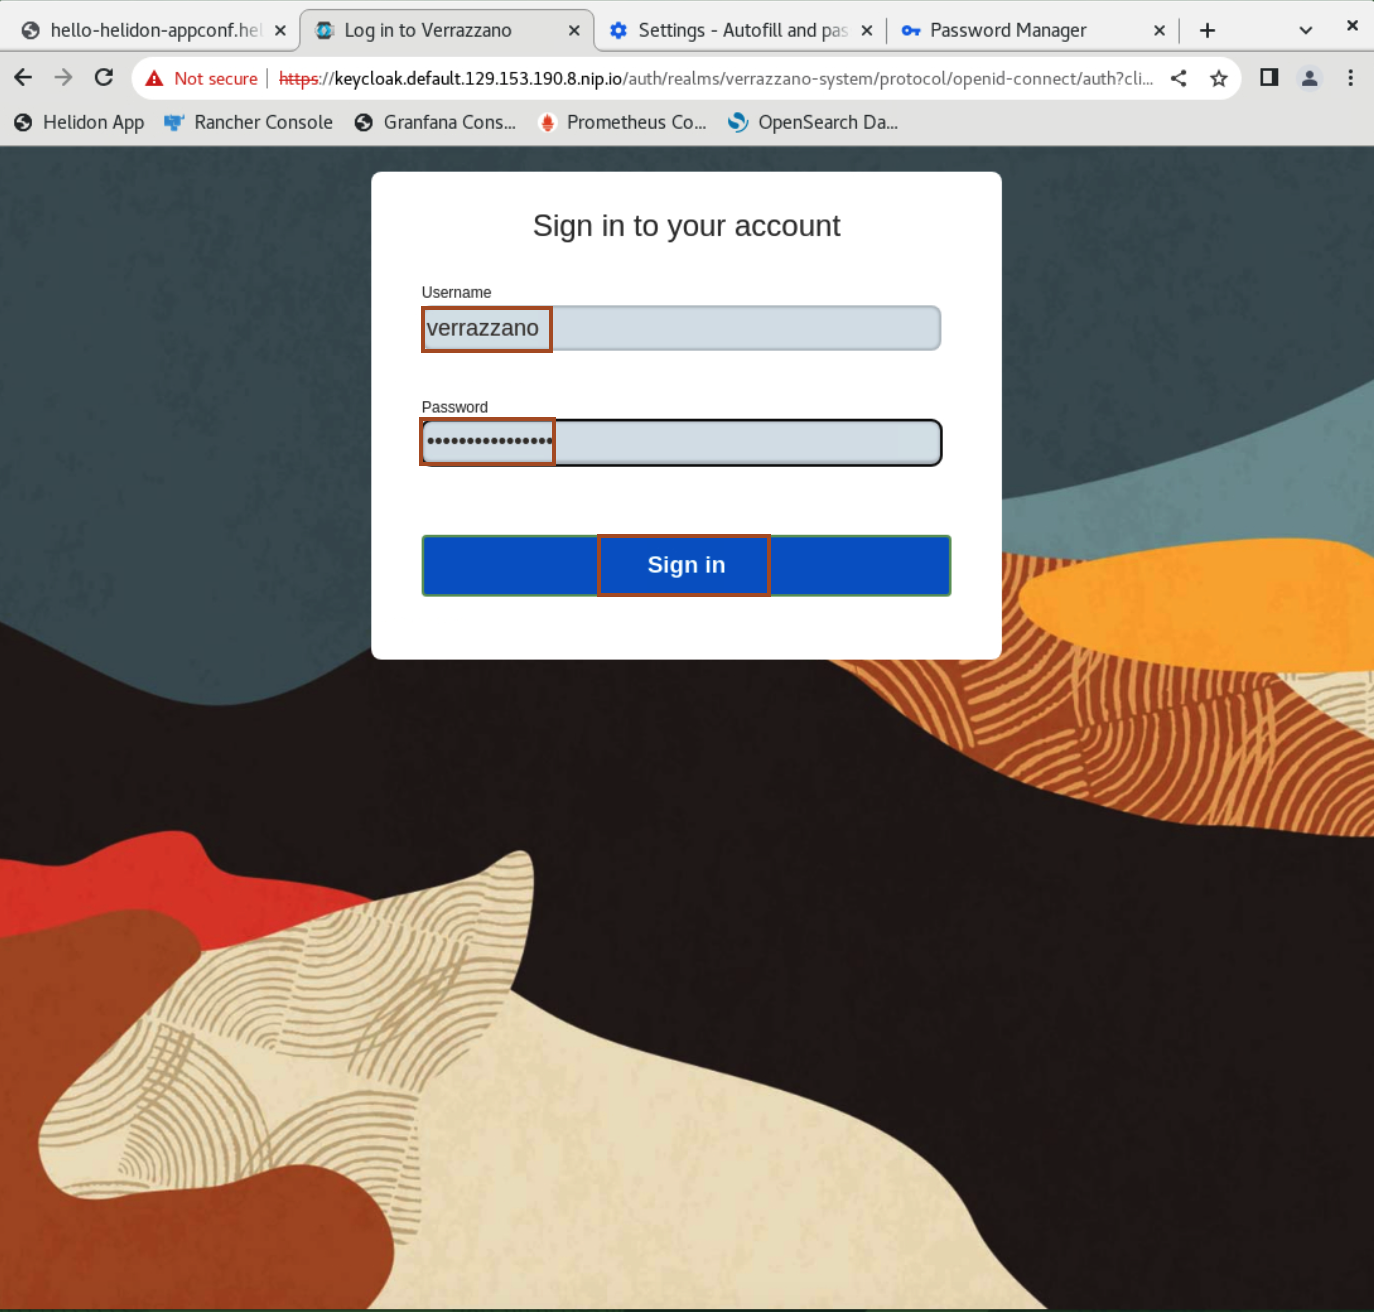 hello-helidon-appconf.hel
Log in to Verrazzano
Settings - Autofill and pas
Password Manager
Not secure
https://keycloak.default.129.153.190.8.nip.io/auth/realms/verrazzano-system/protocol/openid-connect/auth?cli...
Helidon App
Rancher Console
Granfana Cons...
Prometheus Co...
OpenSearch Da...
Sign in to your account
Username
verrazzano
Password
••••••••••••••••
Sign in